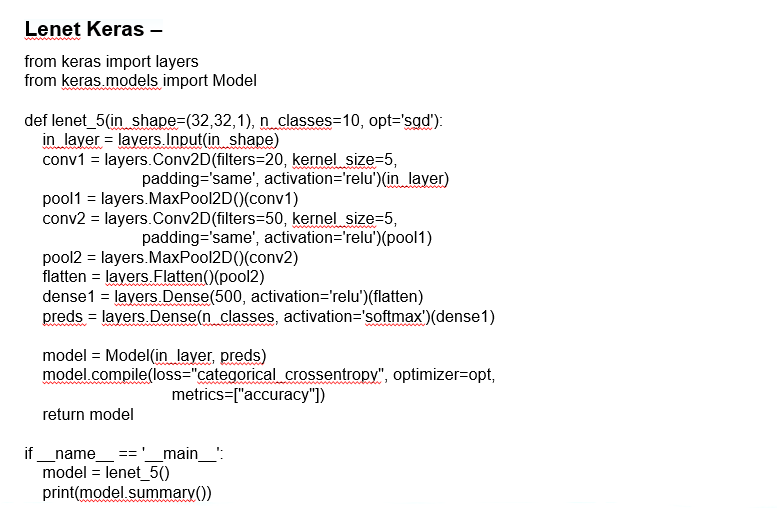 Lenet Keras –
from keras import layers
from keras.models import Model
def lenet_5(in_shape=(32,32,1), n_classes=10, opt='sgd'):
in_layer = layers.Input(in_shape)
conv1 = layers.Conv2D(filters=20, kernel_size=5,
padding='same', activation='relu')(in_layer)
pool1 = layers.MaxPool2D()(conv1)
conv2 = layers.Conv2D(filters=50, kernel_size=5,
padding='same', activation='relu')(pool1)
pool2 = layers.MaxPool2D()(conv2)
flatten = layers.Flatten()(pool2)
dense1 = layers.Dense(500, activation='relu')(flatten)
preds = layers.Dense(n_classes, activation='softmax')(dense1)
model = Model(in_layer, preds)
model.compile(loss="categorical_crossentropy", optimizer=opt,
metrics=["accuracy"])
return model
if __name__ == '__main__':
model = lenet_5()
print(model.summary())